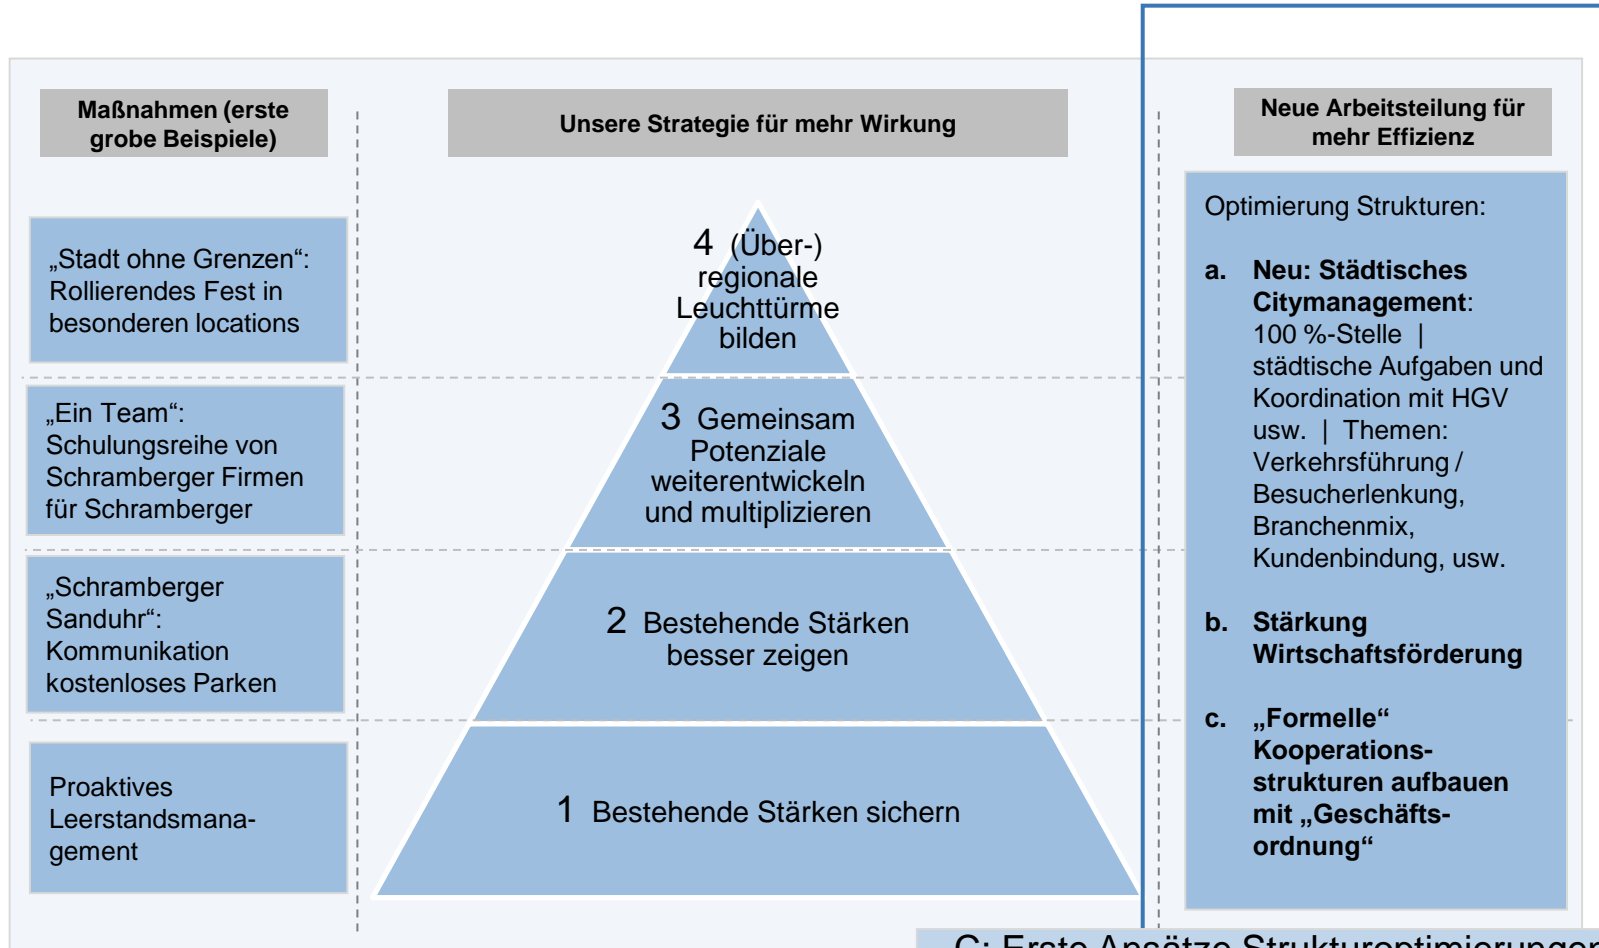 Maßnahmen (erste
grobe Beispiele)
Unsere Strategie für mehr Wirkung
Neue Arbeitsteilung für
mehr Effizienz
„Stadt ohne Grenzen“:
Rollierendes Fest in
besonderen locations
„Ein Team“:
Schulungsreihe von
Schramberger Firmen
für Schramberger
„Schramberger
Sanduhr“:
Kommunikation
kostenloses Parken
Proaktives
Leerstandsmana-
gement
4 (Über-)
regionale
Leuchttürme
bilden
3 Gemeinsam
Potenziale
weiterentwickeln
und multiplizieren
2 Bestehende Stärken
besser zeigen
1 Bestehende Stärken sichern
Optimierung Strukturen:
a. Neu: Städtisches
Citymanagement:
100 %-Stelle |
städtische Aufgaben und
Koordination mit HGV
usw. | Themen:
Verkehrsführung /
Besucherlenkung,
Branchenmix,
Kundenbindung, usw.
b. Stärkung
Wirtschaftsförderung
c. „Formelle“
Kooperations-
strukturen aufbauen
mit „Geschäfts-
ordnung“
C: Erste Ansätze Strukturoptimierungen